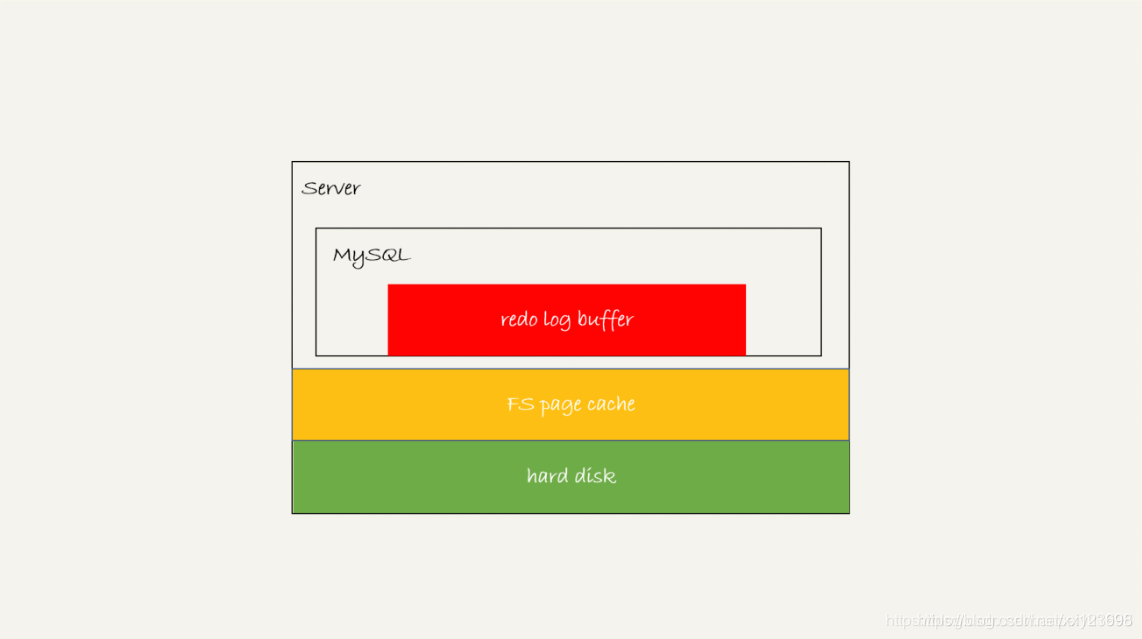 Server
MySQL
redo log buffer
FS page cache
hard disk